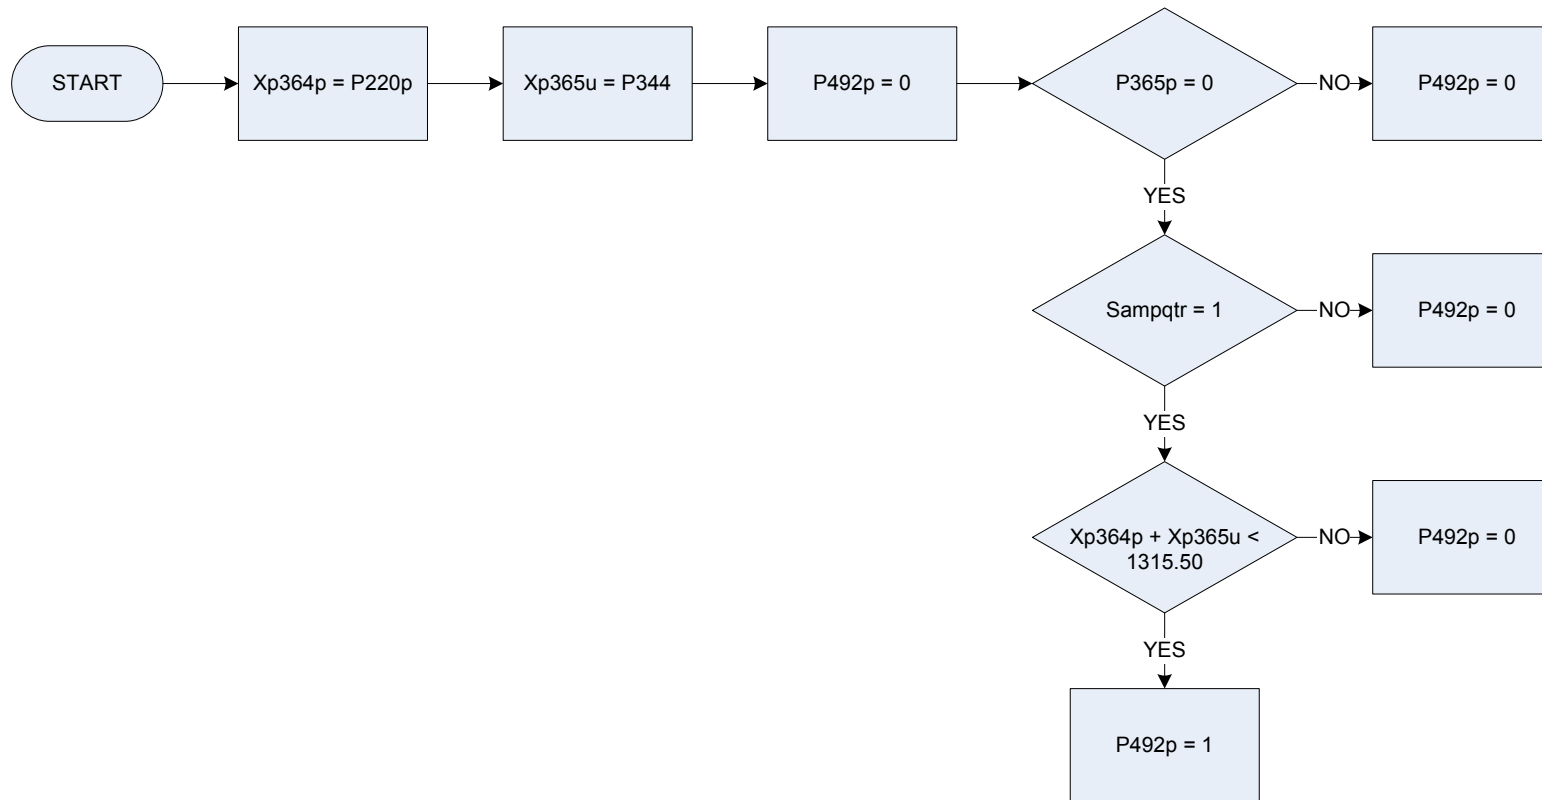 START
Xp364p = P220p
Xp365u = P344
P492p = 0
P365p = 0
NO
P492p = 0
YES
Sampqtr = 1
NO
P492p = 0
YES
Xp364p + Xp365u <
1315.50
NO
P492p = 0
YES
P492p = 1